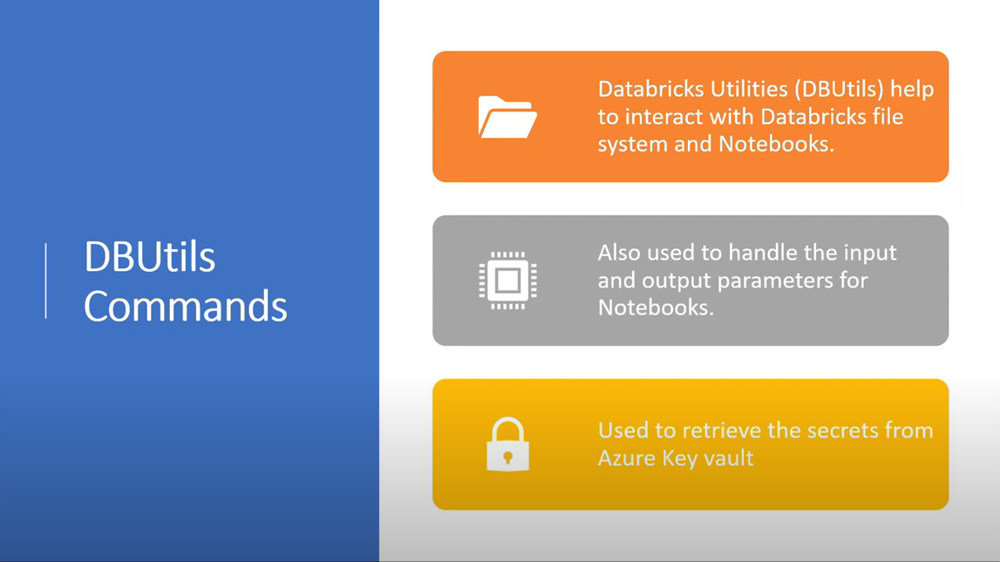 DBUtils
Commands
Databricks Utilities (DBUtils) help
to interact with Databricks file
system and Notebooks.
Also used to handle the input
and output parameters for
Notebooks.
Used to retrieve the secrets from
Azure Key vault